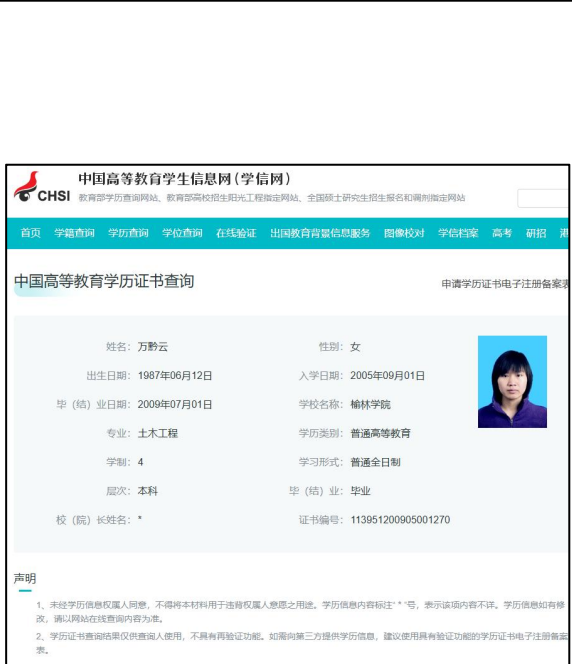 中国高等教育学生信息网(学信网)
CHSI 教育部学历查询网站、教育部高校招生阳光工程指定网站、全国硕士研究生招生报名和调剂指定网站
首页 学籍查询 学历查询 学位查询 在线验证 出国教育背景信息服务 图像校对 学信档案 高考 研招 港
中国高等教育学历证书查询 申请学历证书电子注册备案表
姓名: 万黔云 性别: 女
出生日期: 1987年06月12日 入学日期: 2005年09月01日
毕 (结) 业日期: 2009年07月01日 学校名称: 榆林学院
专业: 土木工程 学历类别: 普通高等教育
学制: 4 学习形式: 普通全日制
层次: 本科 毕 (结) 业: 毕业
校 (院) 长姓名: * 证书编号: 113951200905001270
声明
1、未经学历信息权属人同意,不得将本材料用于违背权属人意愿之用途。学历信息内容标注“*”号,表示该项内容不详。学历信息如有修
改,请以网站在线查询内容为准。
2、学历证书查询结果仅供查询人使用,不具有再验证功能。如需向第三方提供学历信息,建议使用具有验证功能的学历证书电子注册备案
表。